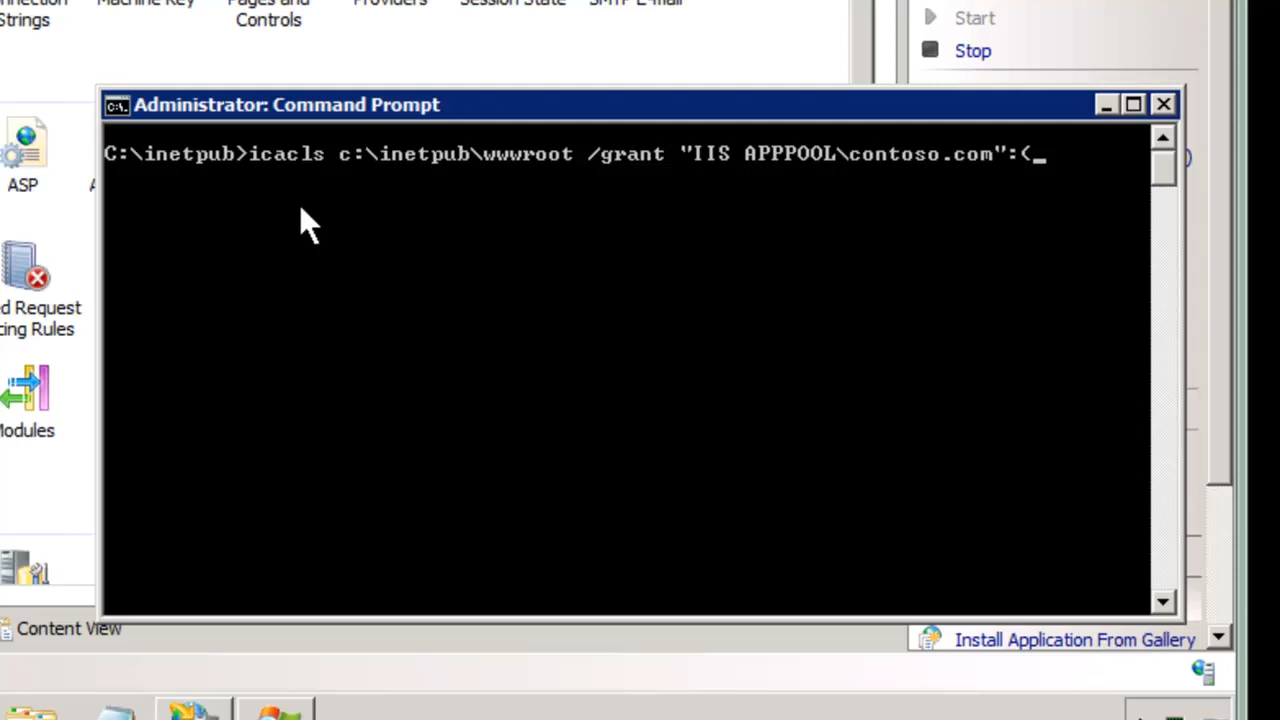 Strings
Machine Key
Pages and
Controls
Providers
Session State
SMTP E-mail
Start
Stop
Administrator: Command Prompt
C:\inetpub>icacls c:\inetpub\wwwroot /grant "IIS APPPOOL\contoso.com":(_
ASP
ed Request
cing Rules
Modules
Content View
Install Application From Gallery